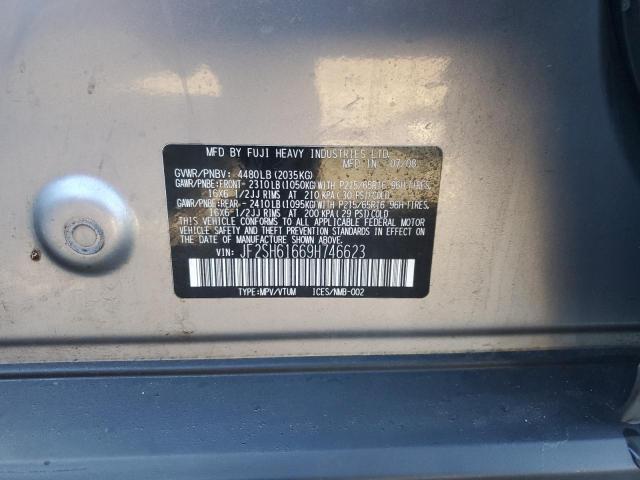 MFD BY FUJI HEAVY INDUSTRIES LTD.
MFD IN 07/08
GVWR/PNBV: 4480LB(2035KG)
GAWR/PNBE:FRONT- 2310LB(1050KG)WITH P215/65R16 96H TIRES,
16X6 1/2JJ RIMS AT 210 KPA(30 PSI)COLD
GAWR/PNBE:REAR- 2410LB(1095KG)WITH P215/65R16 96H TIRES,
16X6 1/2JJ RIMS AT 200 KPA(29 PSI)COLD
THIS VEHICLE CONFORMS TO ALL APPLICABLE FEDERAL MOTOR
VEHICLE SAFETY AND THEFT PREVENTION STANDARDS IN EFFECT
ON THE DATE OF MANUFACTURE SHOWN ABOVE.
VIN: JF2SH61669H746623
TYPE:MPV/VTUM ICES/NMB-002